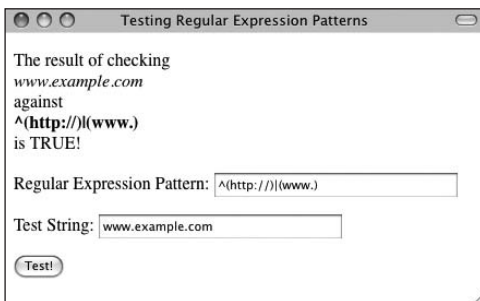 Testing Regular Expression Patterns
The result of checking
www.example.com
against
^(http://)|(www.)
is TRUE!
Regular Expression Pattern: ^(http://)|(www.)
Test String: www.example.com
Test!